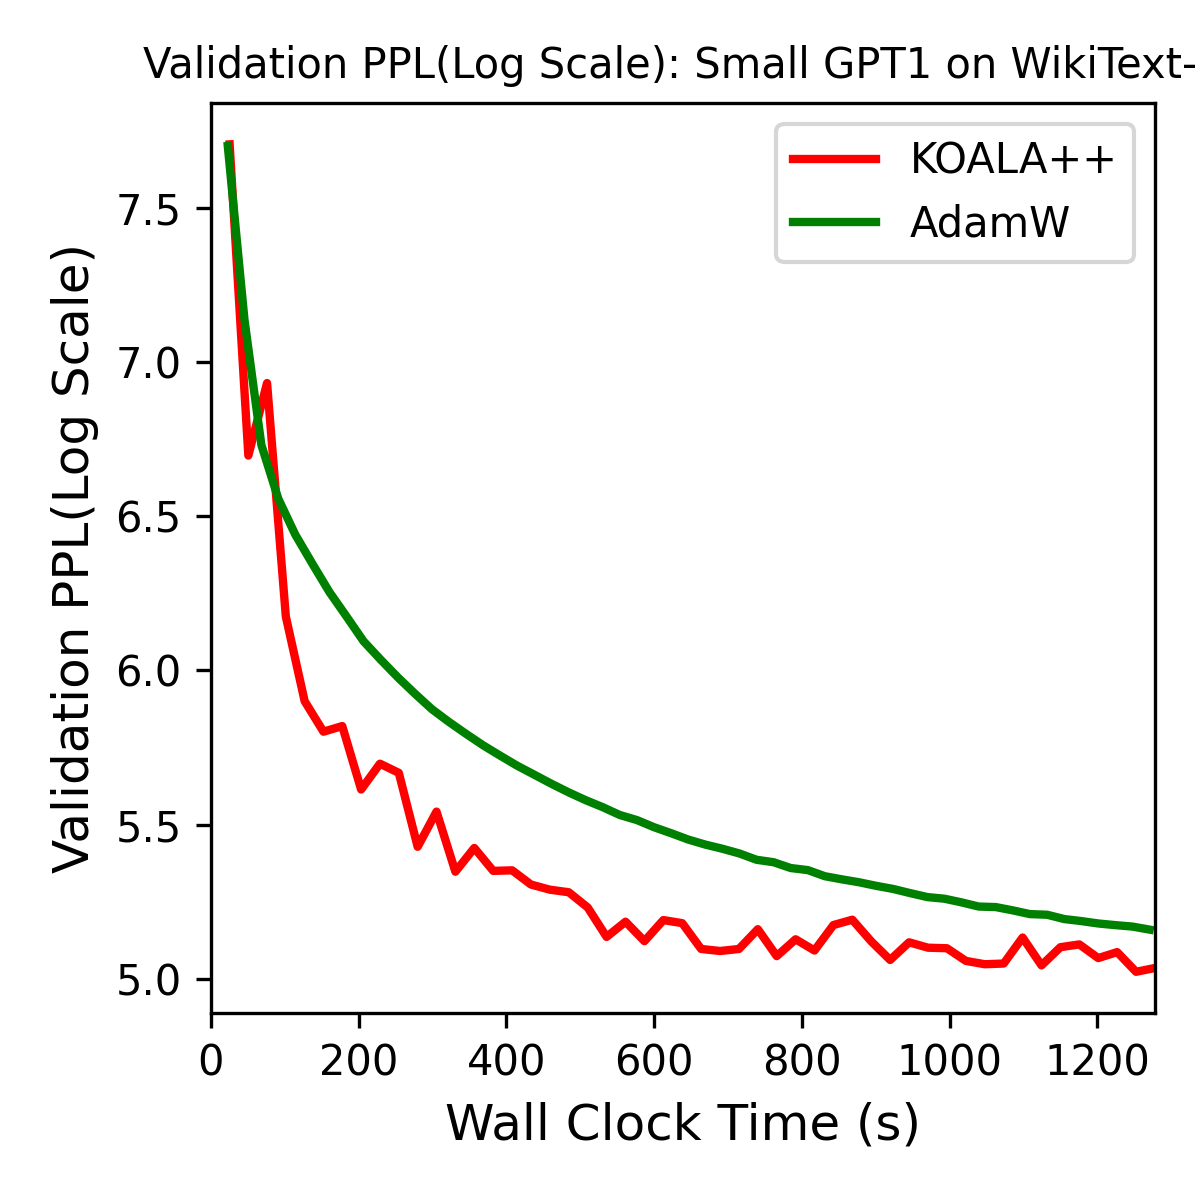 Validation PPL(Log Scale): Small GPT1 on WikiText-
KOALA++
AdamW
Validation PPL(Log Scale)
7.5
7.0
6.5
6.0
5.5
5.0
0 200 400 600 800 1000 1200
Wall Clock Time (s)